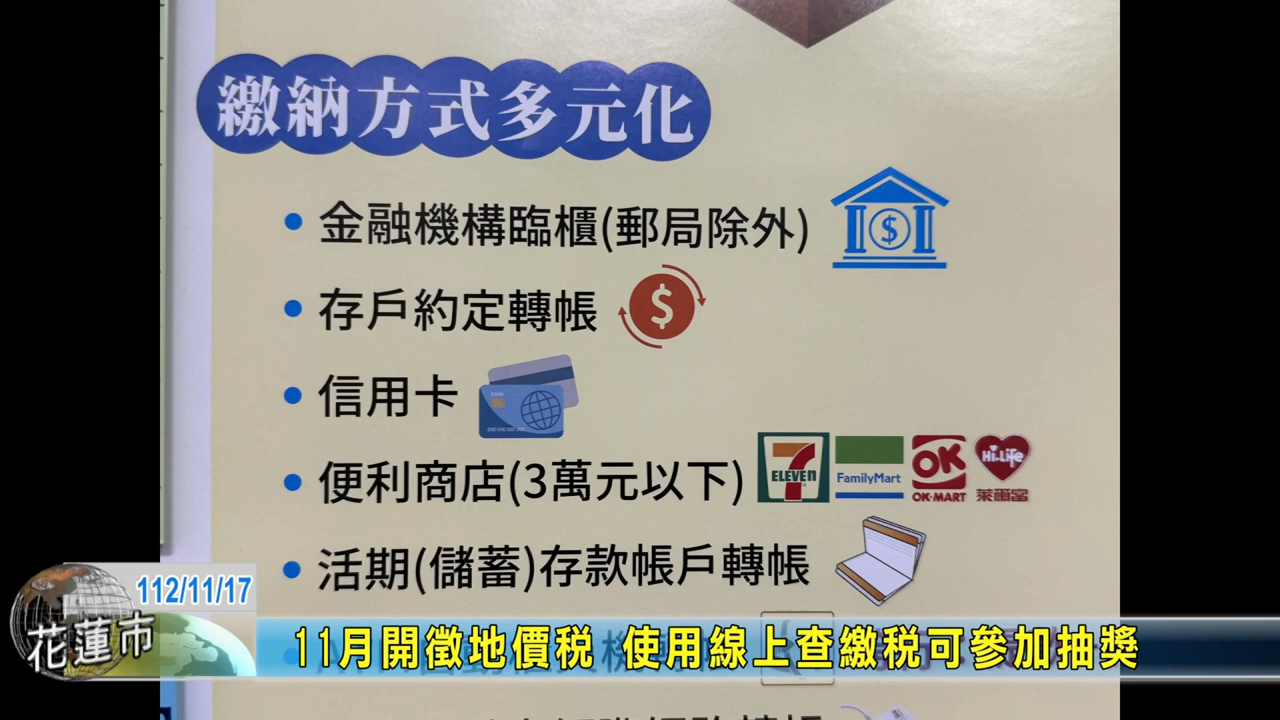 繳納方式多元化
• 金融機構臨櫃(郵局除外)
$
• 存戶約定轉帳
$
• 信用卡
• 便利商店(3萬元以下)
7 ELEVEN
FamilyMart
OK OK·MART
Hi-Life 萊爾富
• 活期(儲蓄)存款帳戶轉帳
112/11/17
花蓮市
11月開徵地價稅 使用線上查繳稅可參加抽獎